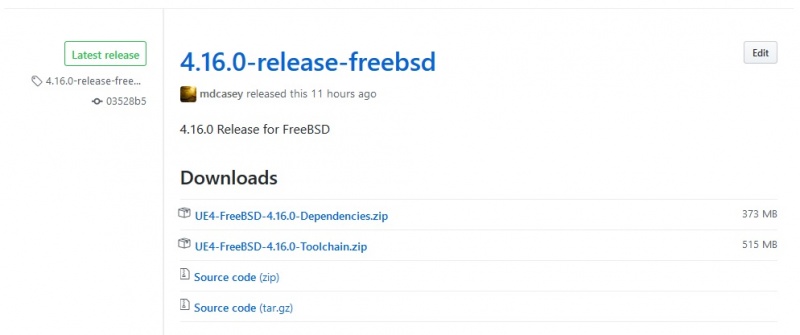 Latest release
4.16.0-release-free...
03528b5
4.16.0-release-freebsd
Edit
mdcasey released this 11 hours ago
4.16.0 Release for FreeBSD
Downloads
UE4-FreeBSD-4.16.0-Dependencies.zip 373 MB
UE4-FreeBSD-4.16.0-Toolchain.zip 515 MB
Source code (zip)
Source code (tar.gz)